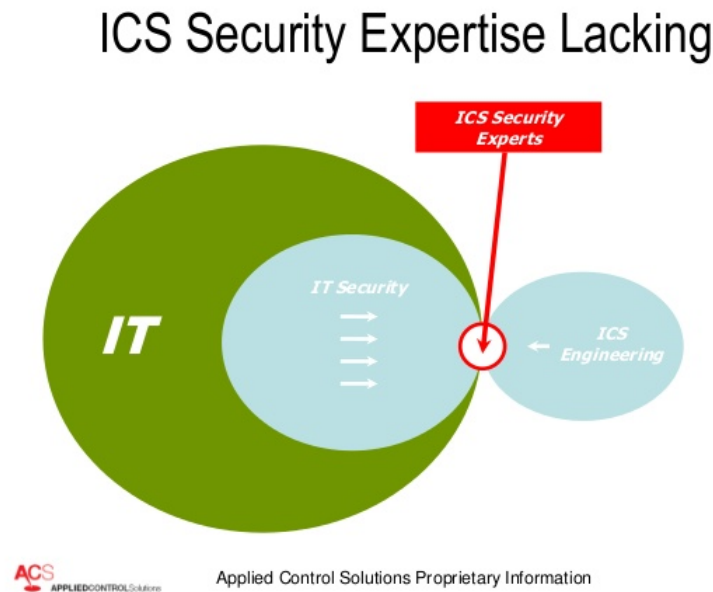 ICS Security Expertise Lacking
ICS Security
Experts
IT Security
IT
ICS
Engineering
ACS
APPLIEDCONTROLSolutions
Applied Control Solutions Proprietary Information